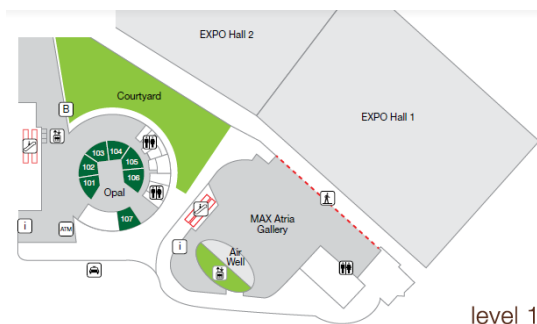 EXPO Hall 2
EXPO Hall 1
Courtyard
B
103 104
102
105
101
106
Opal
107
MAX Atria
Gallery
i
ATM
i
Air
Well
level 1